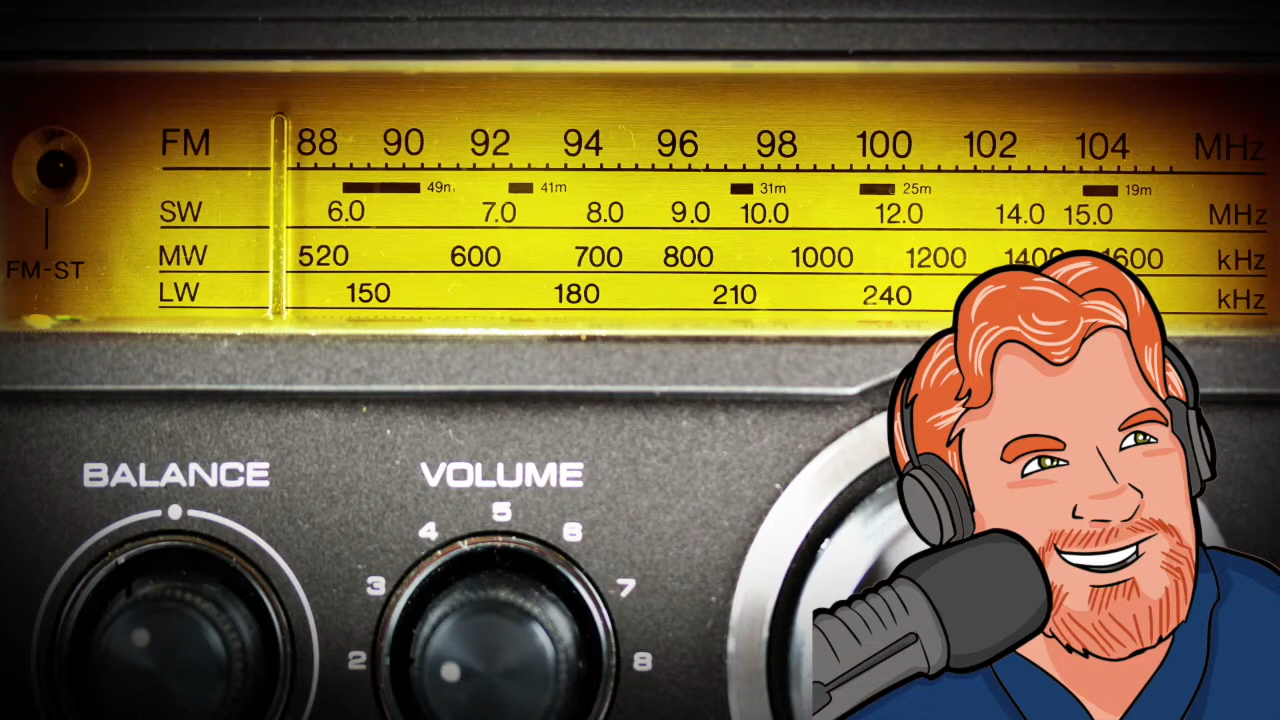 FM 88 90 92 94 96 98 100 102 104 MHz
49m 41m 31m 25m 19m
SW 6.0 7.0 8.0 9.0 10.0 12.0 14.0 15.0 MHz
MW 520 600 700 800 1000 1200 1400 1600 kHz
FM-ST
LW 150 180 210 240 kHz
BALANCE VOLUME
5
4 6
3 7
2 8